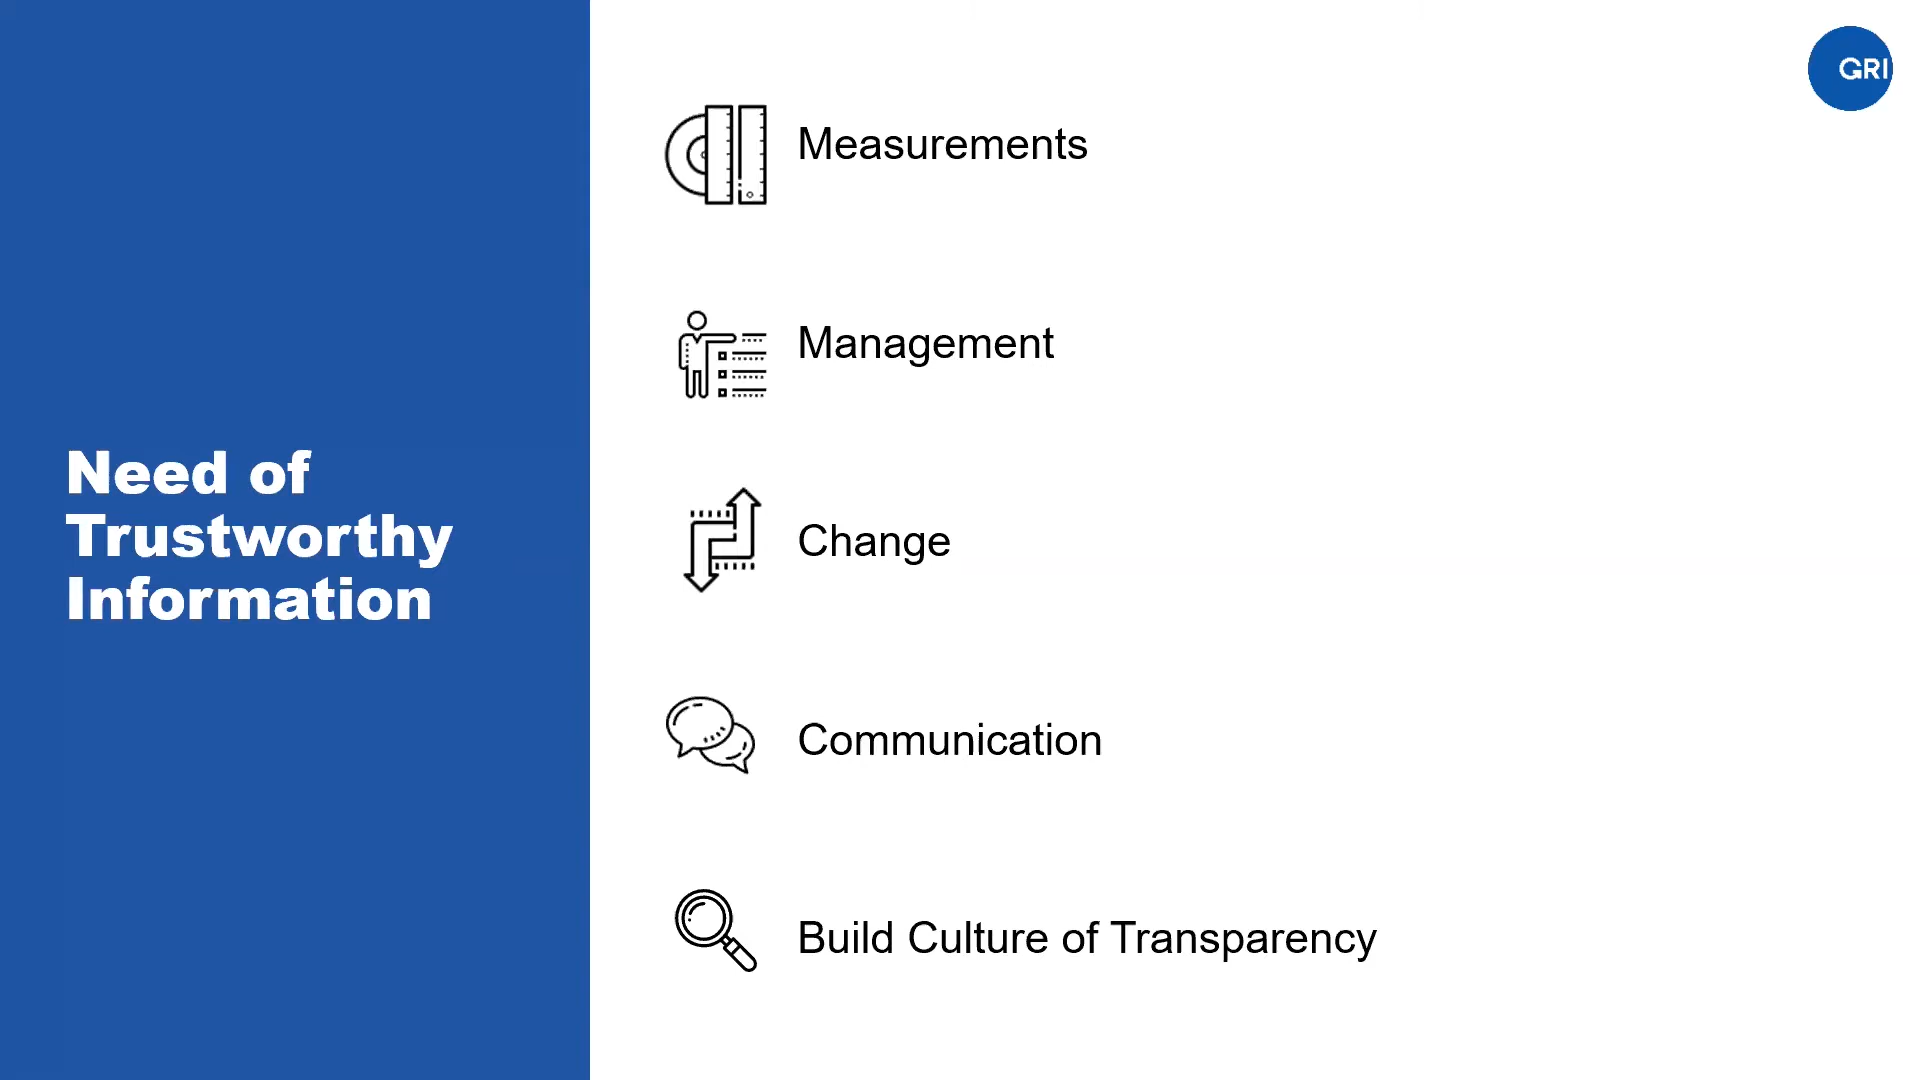 GRI
Measurements
Management
Need of
Trustworthy
Information
Change
Communication
Build Culture of Transparency